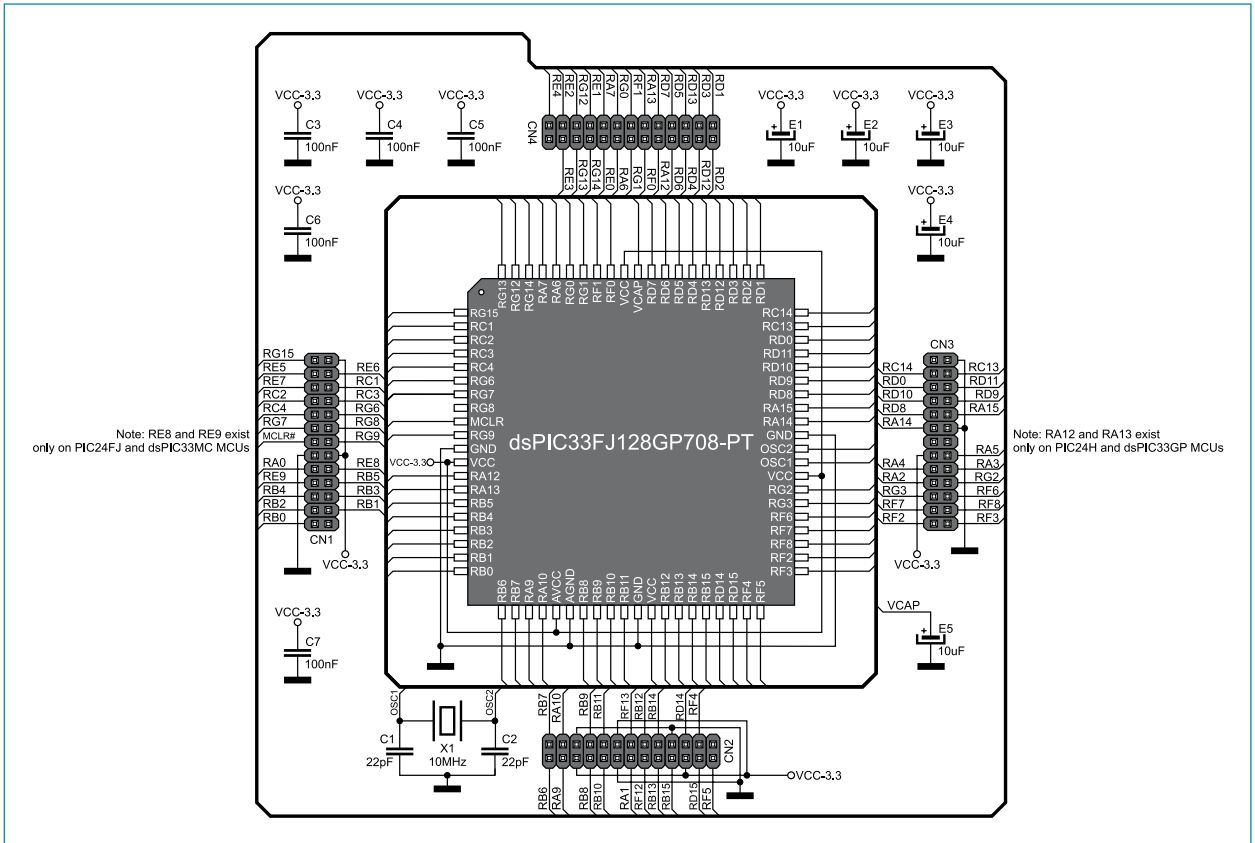 RE4
RE2
RG12
RE1
RA7
RG0
RF1
RA13
RD7
RD5
RD13
RD3
RD1
VCC-3.3
C3
100nF
VCC-3.3
C4
100nF
VCC-3.3
C5
100nF
CN4
VCC-3.3
E1
10uF
VCC-3.3
E2
10uF
VCC-3.3
E3
10uF
RE3
RG13
RG14
RE0
RA6
RG1
RF0
RA12
RD6
RD4
RD12
RD2
VCC-3.3
C6
100nF
VCC-3.3
E4
10uF
RG13
RG12
RG14
RA7
RA6
RG0
RG1
RF1
RF0
VCC
VCAP
RD7
RD6
RD5
RD4
RD13
RD12
RD3
RD2
RD1
RG15
RC1
RC2
RC3
RC4
RG6
RG7
RG8
MCLR
RG9
GND
VCC
RA12
RA13
RB5
RB4
RB3
RB2
RB1
RB0
dsPIC33FJ128GP708-PT
RC14
RC13
RD0
RD11
RD10
RD9
RD8
RA15
RA14
GND
OSC2
OSC1
VCC
RG2
RG3
RF6
RF7
RF8
RF2
RF3
RB6
RB7
RA9
RA10
AVCC
AGND
RB8
RB9
RB10
RB11
GND
VCC
RB12
RB13
RB14
RB15
RD14
RD15
RF4
RF5
VCC-3.3
RG15
RE5
RE7
RC2
RC4
RG7
MCLR#
RA0
RE9
RB4
RB2
RB0
RE6
RC1
RC3
RG6
RG8
RG9
RE8
RB5
RB3
RB1
CN1
VCC-3.3
Note: RE8 and RE9 exist
only on PIC24FJ and dsPIC33MC MCUs
CN3
RC14
RD0
RD10
RD8
RA14
RA4
RA2
RG3
RF7
RF2
RC13
RD11
RD9
RA15
RA5
RA3
RG2
RF6
RF8
RF3
VCC-3.3
Note: RA12 and RA13 exist
only on PIC24H and dsPIC33GP MCUs
VCC-3.3
C7
100nF
VCAP
E5
10uF
OSC1
OSC2
C1
22pF
X1
10MHz
C2
22pF
RB7
RA10
RB9
RB11
RF13
RB12
RB14
RD14
RF4
CN2
VCC-3.3
RB6
RA9
RB8
RB10
RA1
RF12
RB13
RB15
RD15
RF5